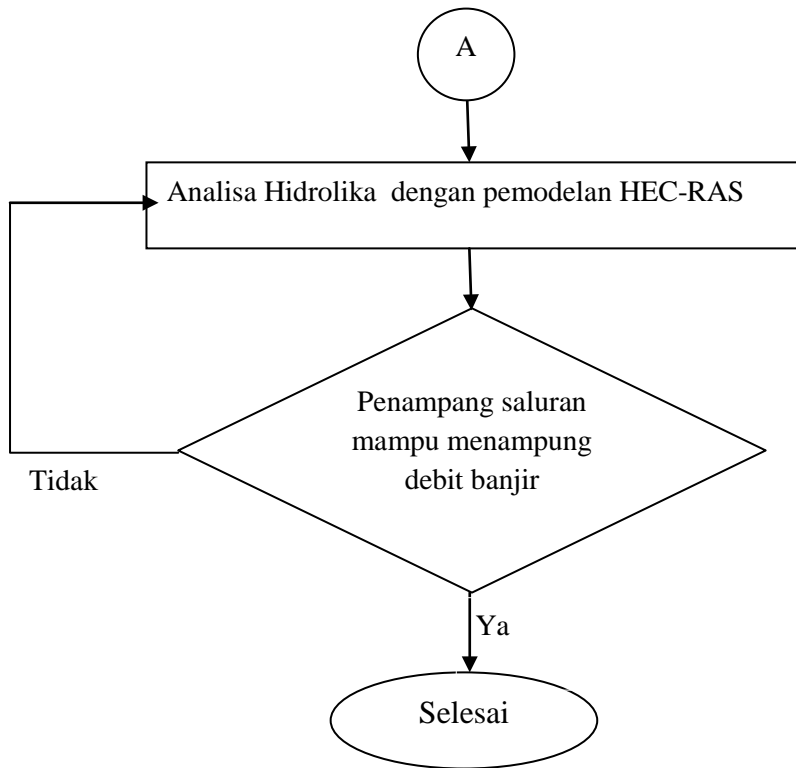 A
Analisa Hidrolika dengan pemodelan HEC-RAS
Penampang saluran
mampu menampung
debit banjir
Tidak
Ya
Selesai